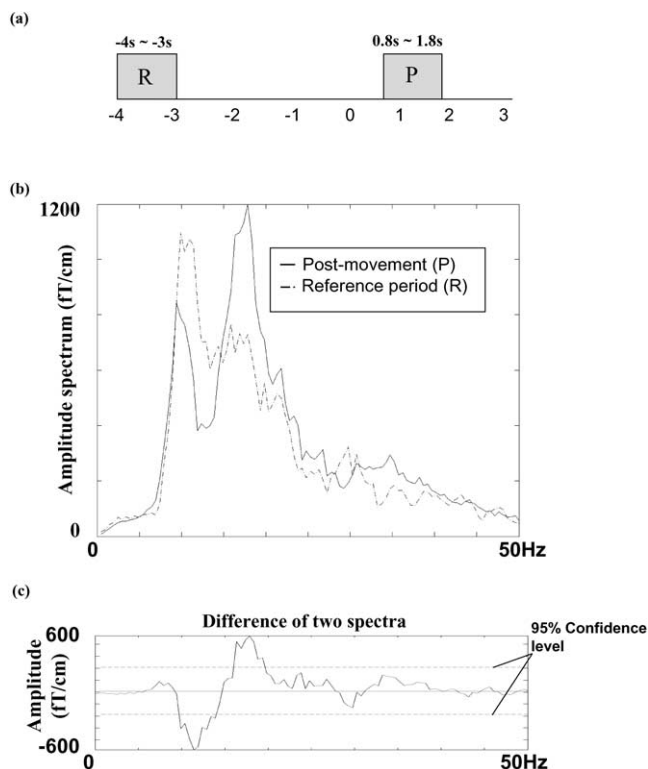 (a)
-4s ~ -3s 0.8s ~ 1.8s
R P
-4 -3 -2 -1 0 1 2 3
(b)
1200
Amplitude spectrum (fT/cm)
Post-movement (P)
Reference period (R)
0
0 50Hz
(c)
Difference of two spectra
95% Confidence
level
600
Amplitude
(fT/cm)
-600
0 50Hz